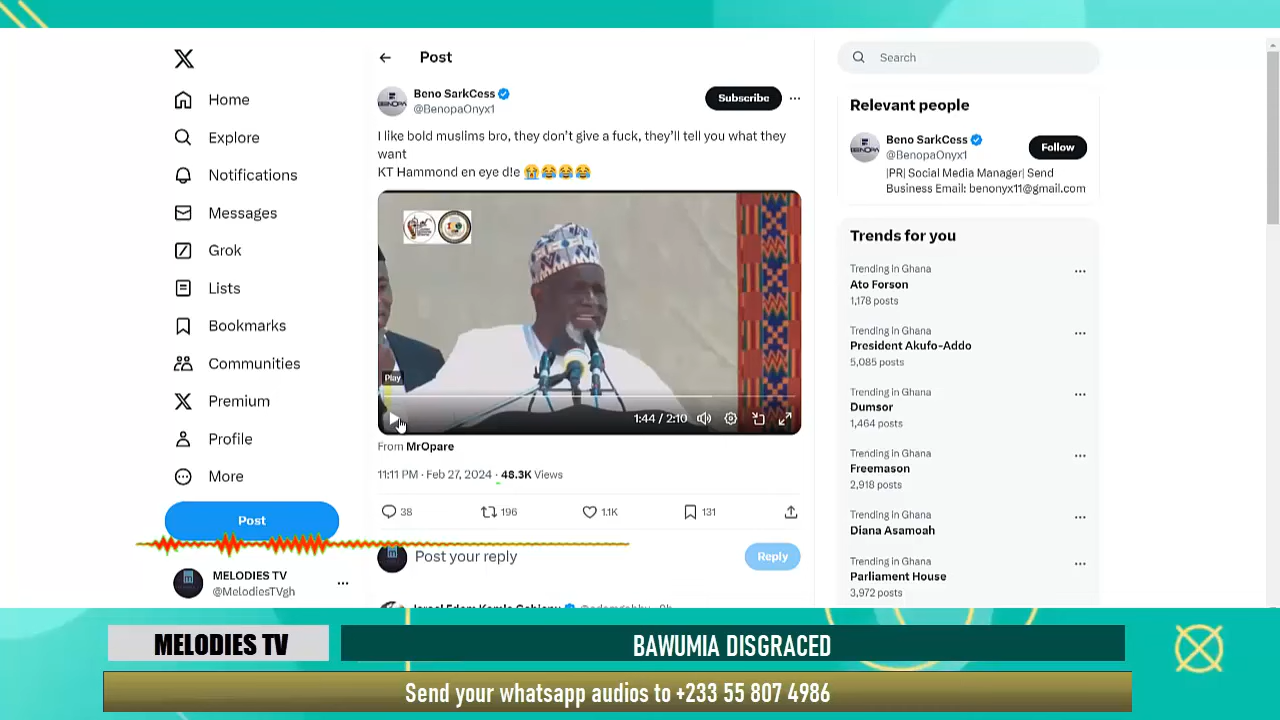 Home
Explore
Notifications
Messages
Grok
Lists
Bookmarks
Communities
Premium
Profile
More
Post
MELODIES TV
@MelodiesTVgh
Post
Beno SarkCess
@BenopaOnyx1
Subscribe
I like bold muslims bro, they don't give a fuck, they'll tell you what they
want
KT Hammond en eye d!e 😭😂😂😂
Play
1:44 / 2:10
From MrOpare
11:11 PM · Feb 27, 2024 · 48.3K Views
38
196
1.1K
131
Post your reply
Reply
Search
Relevant people
Beno SarkCess
@BenopaOnyx1
Follow
|PR| Social Media Manager| Send
Business Email: benonyx11@gmail.com
Trends for you
Trending in Ghana
Ato Forson
1,178 posts
Trending in Ghana
President Akufo-Addo
5,085 posts
Trending in Ghana
Dumsor
1,464 posts
Trending in Ghana
Freemason
2,918 posts
Trending in Ghana
Diana Asamoah
Trending in Ghana
Parliament House
3,972 posts
MELODIES TV
BAWUMIA DISGRACED
Send your whatsapp audios to +233 55 807 4986